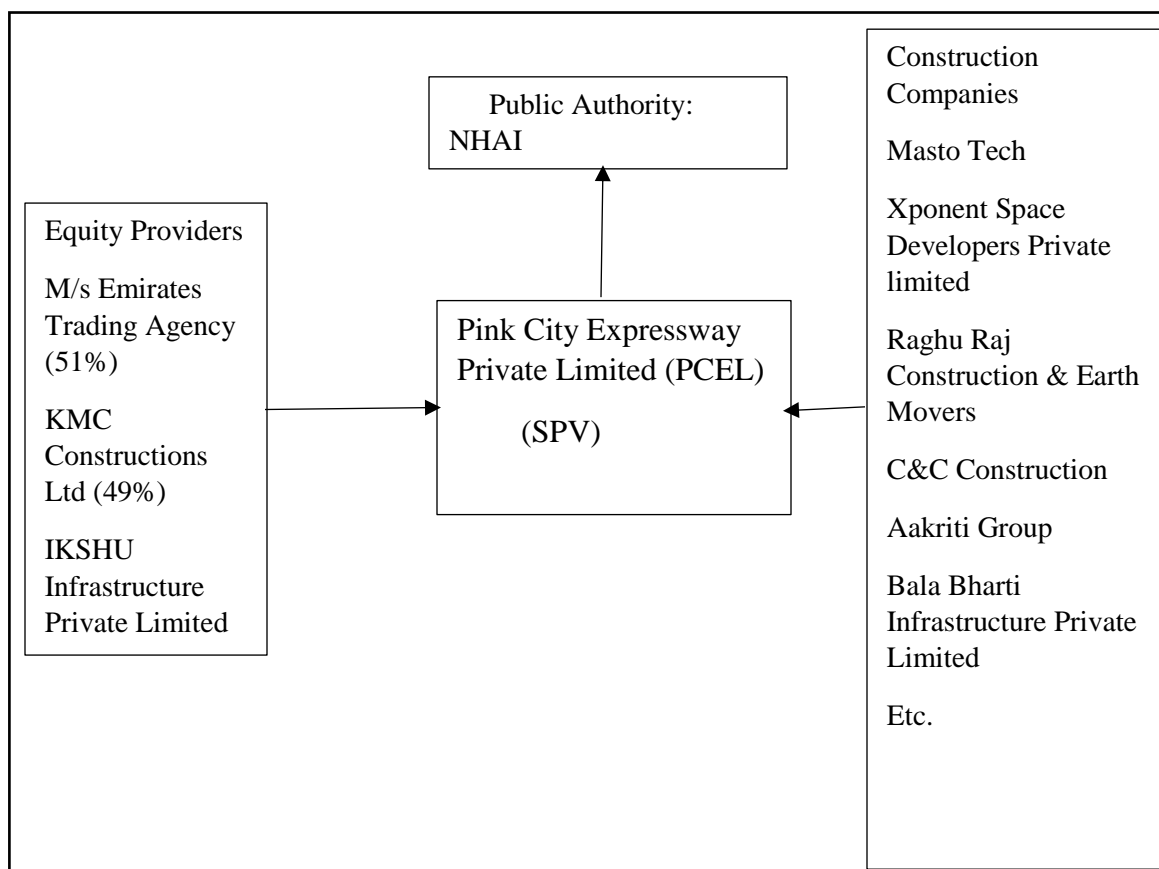 Public Authority:
NHAI
Equity Providers
M/s Emirates
Trading Agency
(51%)
KMC
Constructions
Ltd (49%)
IKSHU
Infrastructure
Private Limited
Pink City Expressway
Private Limited (PCEL)
(SPV)
Construction
Companies
Masto Tech
Xponent Space
Developers Private
limited
Raghu Raj
Construction & Earth
Movers
C&C Construction
Aakriti Group
Bala Bharti
Infrastructure Private
Limited
Etc.